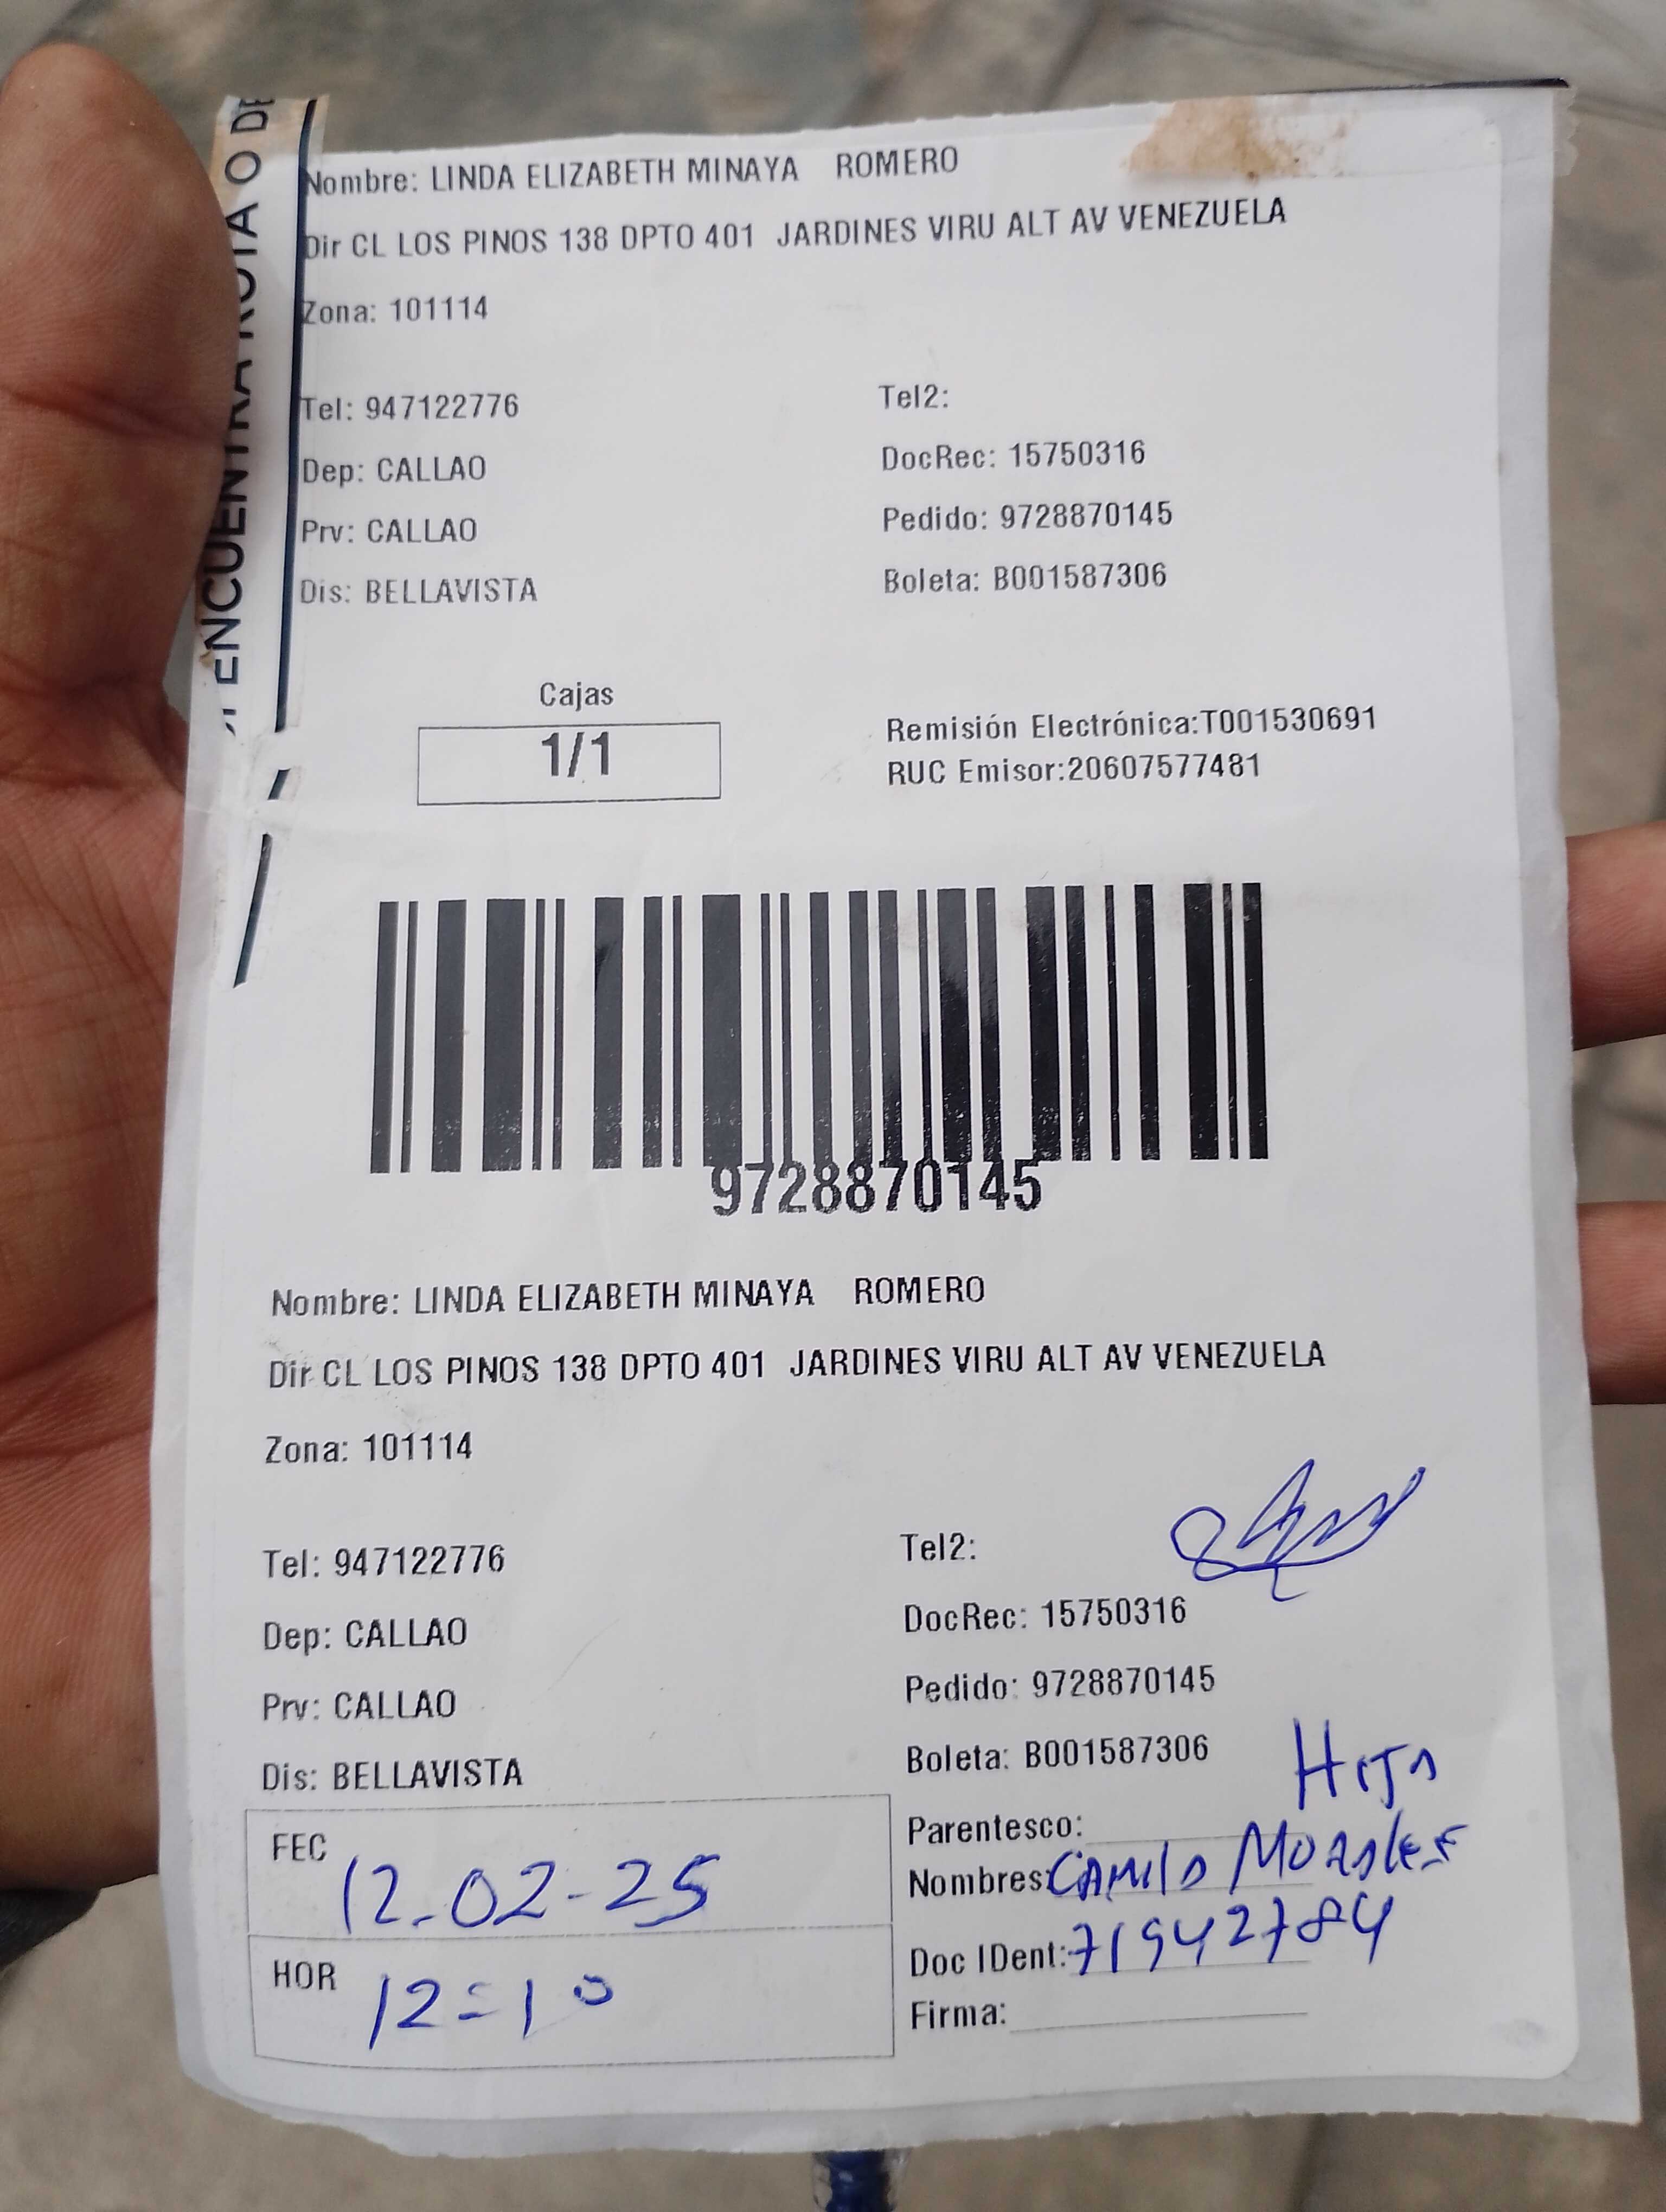 ENCUENTRA ROTA O DE
Nombre: LINDA ELIZABETH MINAYA ROMERO
Dir CL LOS PINOS 138 DPTO 401 JARDINES VIRU ALT AV VENEZUELA
Zona: 101114
Tel: 947122776
Tel2:
Dep: CALLAO
DocRec: 15750316
Prv: CALLAO
Pedido: 9728870145
Dis: BELLAVISTA
Boleta: B001587306
Cajas
1/1
Remisión Electrónica:T001530691
RUC Emisor:20607577481
9728870145
Nombre: LINDA ELIZABETH MINAYA ROMERO
Dir CL LOS PINOS 138 DPTO 401 JARDINES VIRU ALT AV VENEZUELA
Zona: 101114
Tel: 947122776
Tel2:
Dep: CALLAO
DocRec: 15750316
Prv: CALLAO
Pedido: 9728870145
Dis: BELLAVISTA
Boleta: B001587306
FEC 12-02-25
HOR 12=10
Parentesco: Hijo
Nombres: Camilo Morales
Doc IDent: 71942784
Firma: